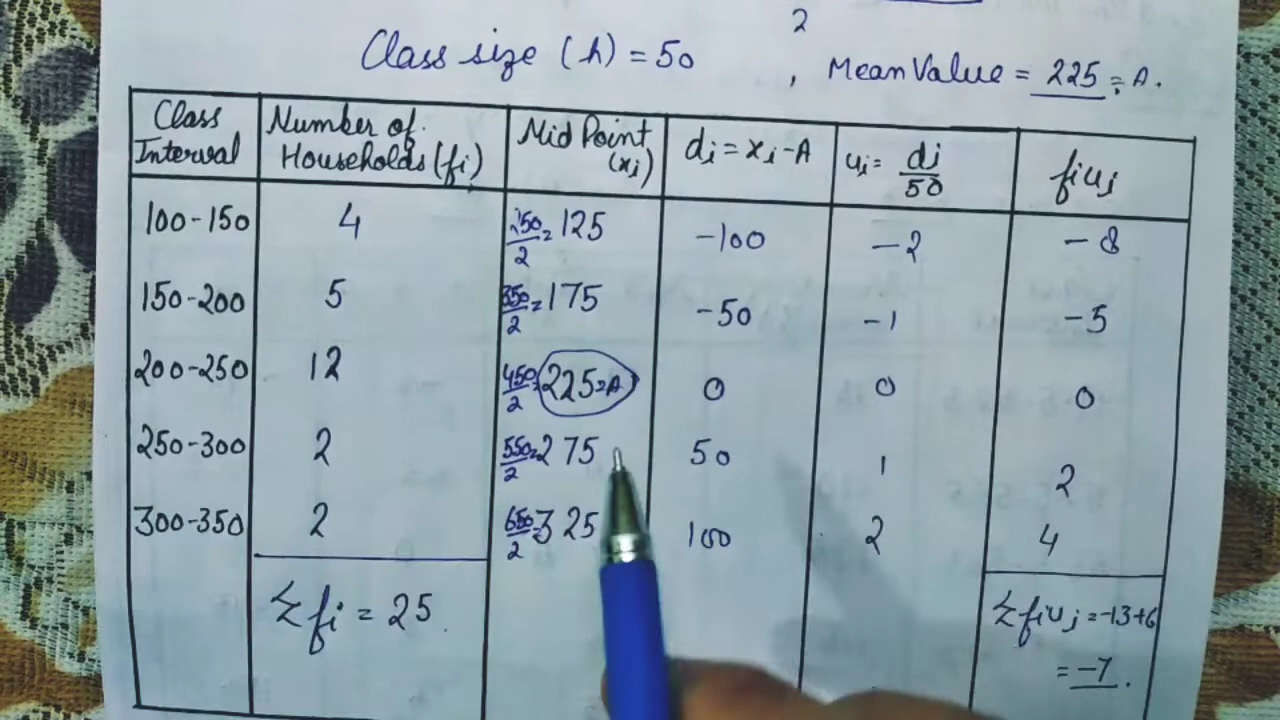 2
Class size (h) = 50 , Mean Value = 225 = A.
Class Interval Number of Households (fi) Mid Point (xi) di = xi - A ui = di/50 fiui
100-150 4 250/2 = 125 -100 -2 -8
150-200 5 350/2 = 175 -50 -1 -5
200-250 12 450/2 = 225=A 0 0 0
250-300 2 550/2 = 275 50 1 2
300-350 2 650/2 = 325 100 2 4
Σfi = 25 Σfiui = -13+6
= -7.